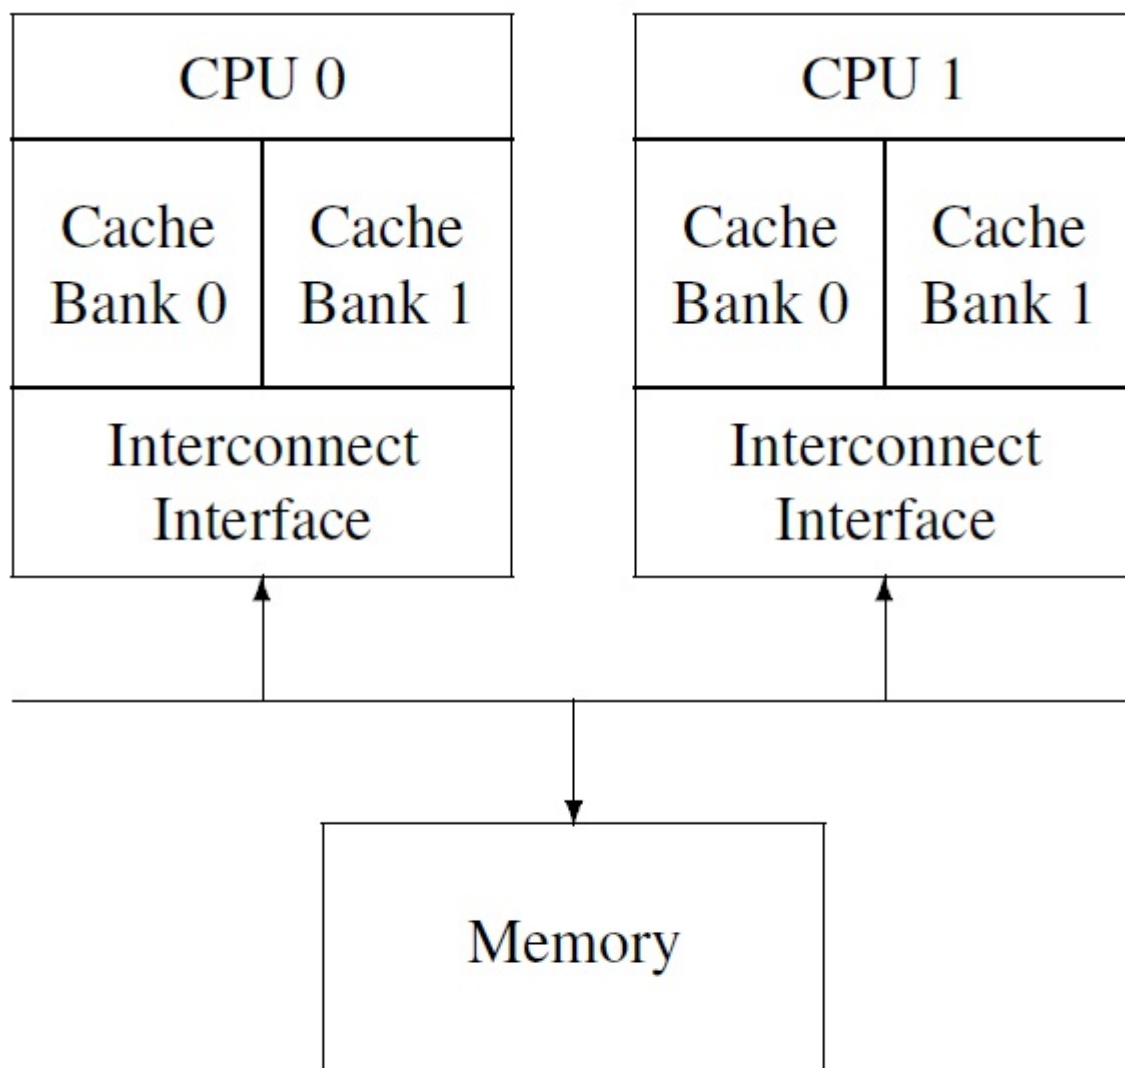 CPU 0
Cache
Bank 0
Cache
Bank 1
Interconnect
Interface
CPU 1
Cache
Bank 0
Cache
Bank 1
Interconnect
Interface
Memory